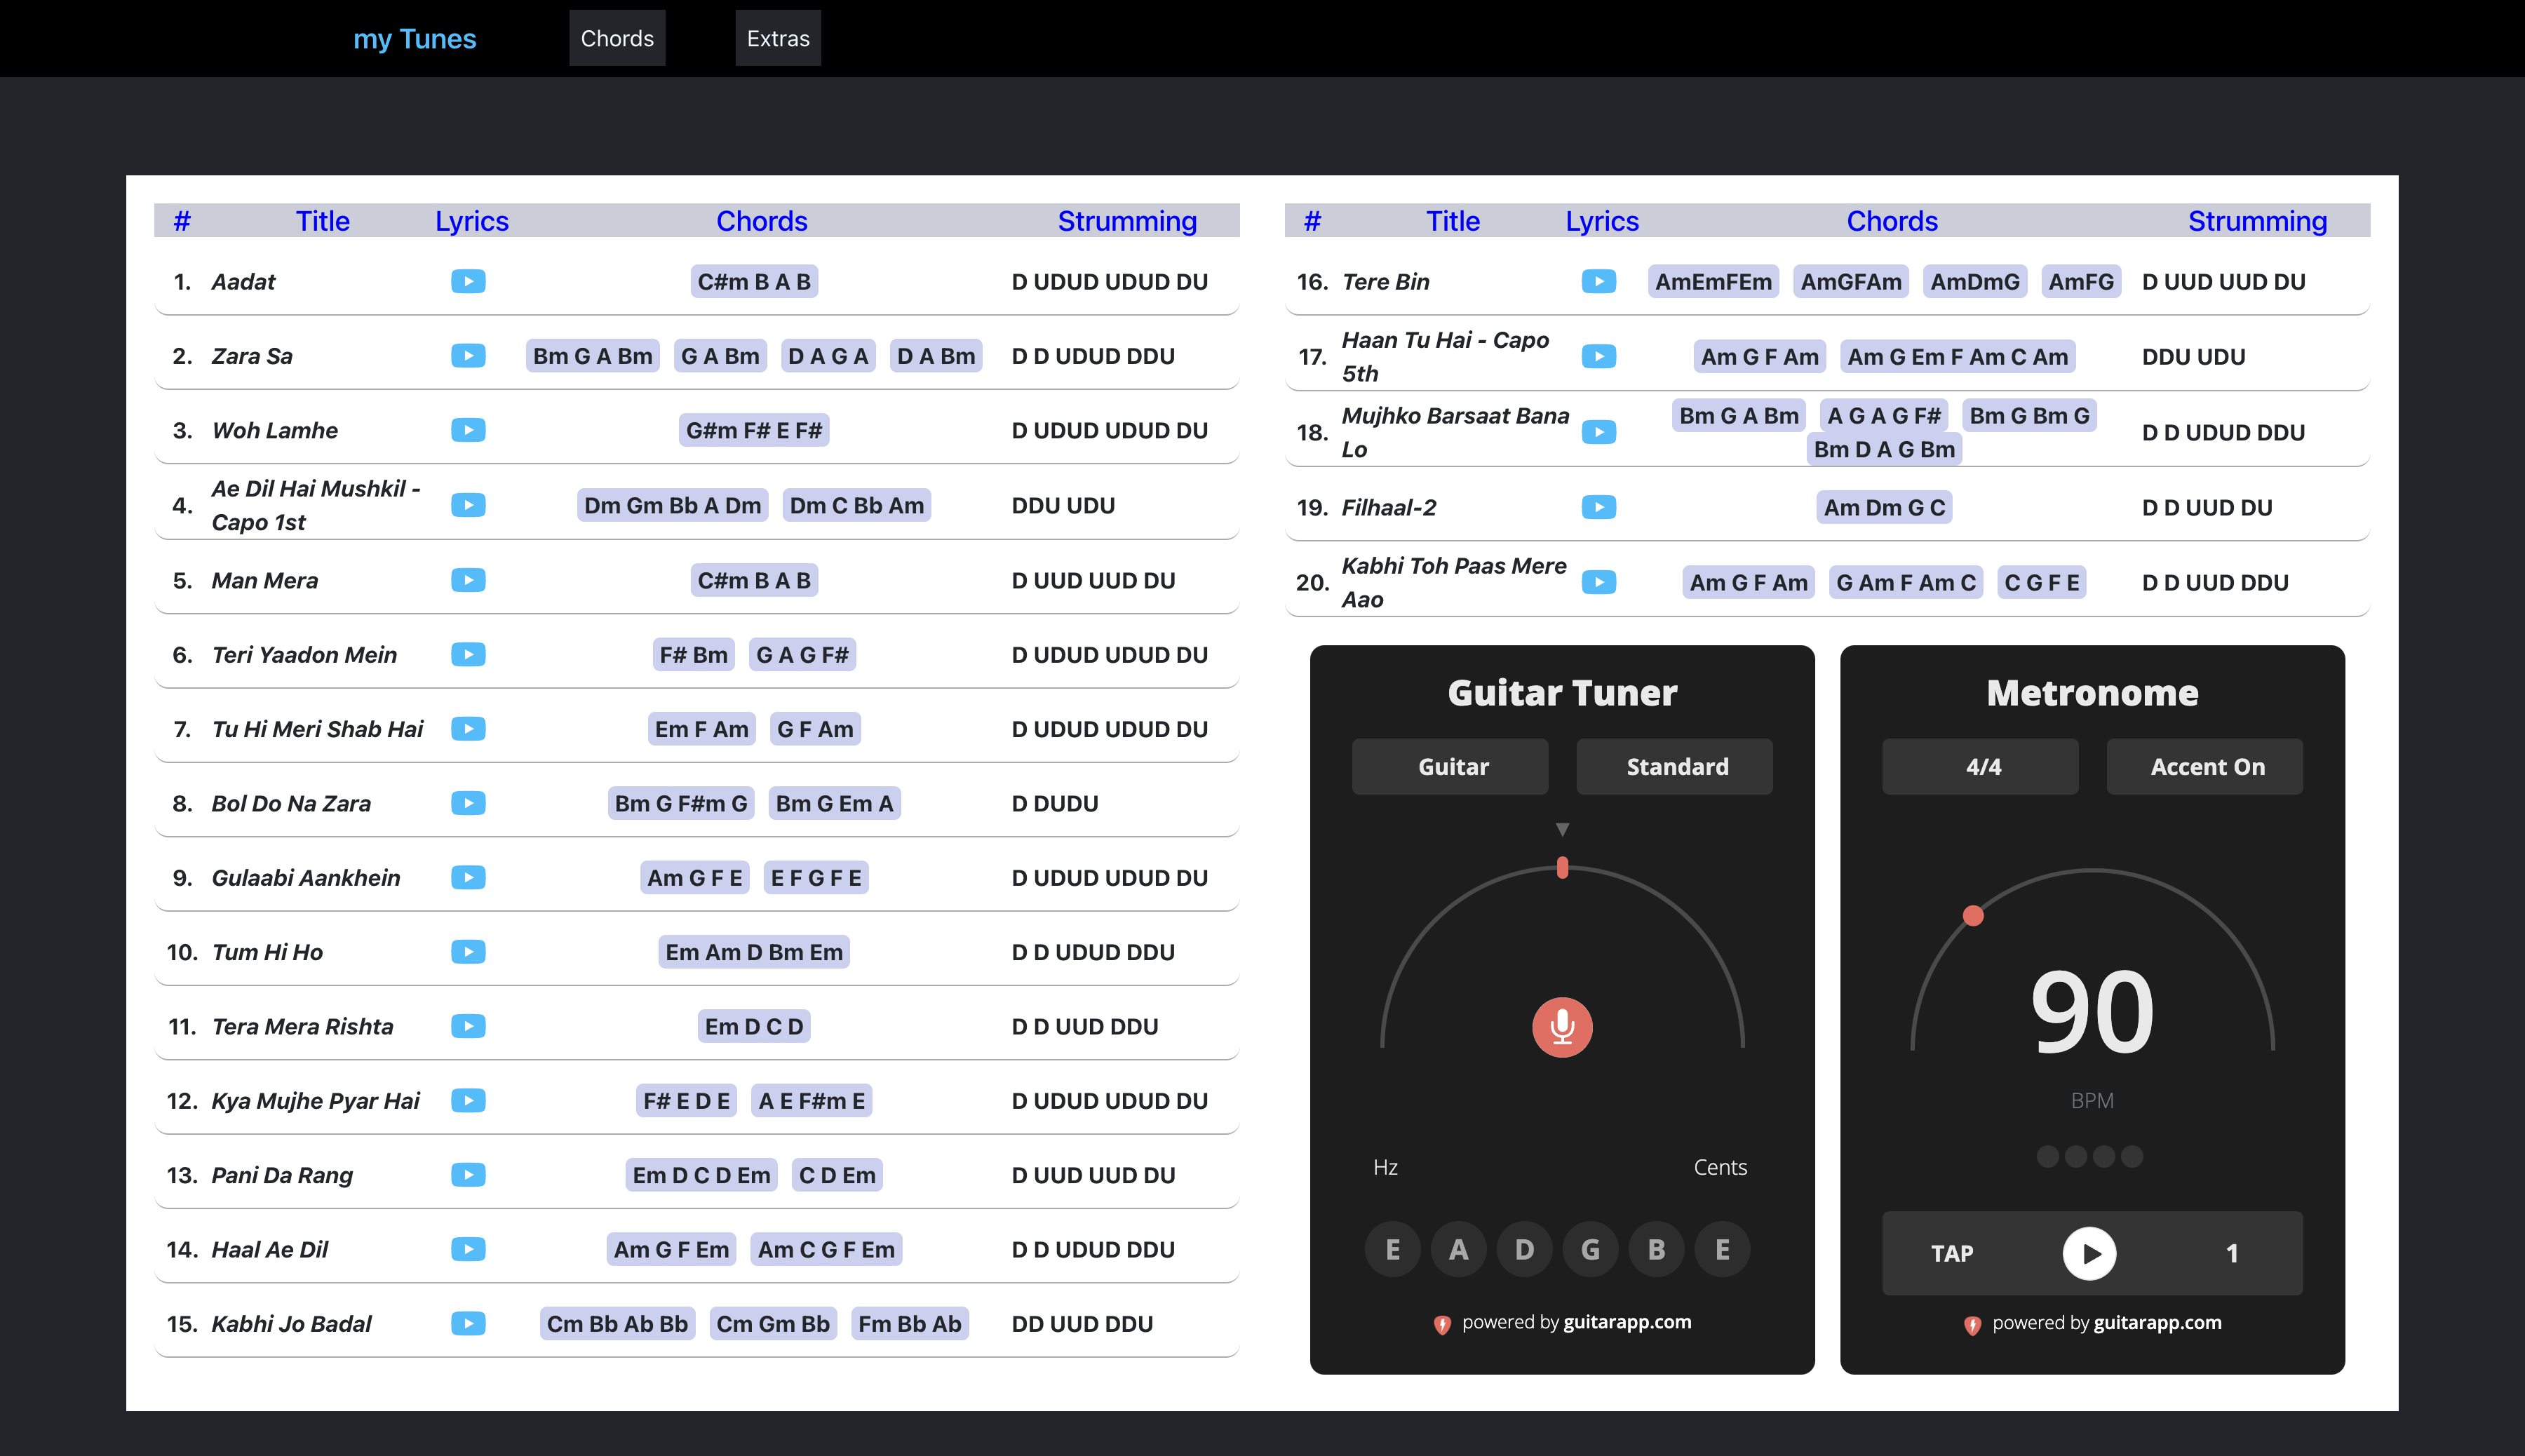 my Tunes Chords Extras
# Title Lyrics Chords Strumming
1. Aadat C#m B A B D UDUD UDUD DU
2. Zara Sa Bm G A Bm G A Bm D A G A D A Bm D D UDUD DDU
3. Woh Lamhe G#m F# E F# D UDUD UDUD DU
4. Ae Dil Hai Mushkil -
Capo 1st Dm Gm Bb A Dm Dm C Bb Am DDU UDU
5. Man Mera C#m B A B D UUD UUD DU
6. Teri Yaadon Mein F# Bm G A G F# D UDUD UDUD DU
7. Tu Hi Meri Shab Hai Em F Am G F Am D UDUD UDUD DU
8. Bol Do Na Zara Bm G F#m G Bm G Em A D DUDU
9. Gulaabi Aankhein Am G F E E F G F E D UDUD UDUD DU
10. Tum Hi Ho Em Am D Bm Em D D UDUD DDU
11. Tera Mera Rishta Em D C D D D UUD DDU
12. Kya Mujhe Pyar Hai F# E D E A E F#m E D UDUD UDUD DU
13. Pani Da Rang Em D C D Em C D Em D UUD UUD DU
14. Haal Ae Dil Am G F Em Am C G F Em D D UDUD DDU
15. Kabhi Jo Badal Cm Bb Ab Bb Cm Gm Bb Fm Bb Ab DD UUD DDU
# Title Lyrics Chords Strumming
16. Tere Bin AmEmFEm AmGFAm AmDmG AmFG D UUD UUD DU
17. Haan Tu Hai - Capo
5th Am G F Am Am G Em F Am C Am DDU UDU
18. Mujhko Barsaat Bana
Lo Bm G A Bm A G A G F# Bm G Bm G
Bm D A G Bm D D UDUD DDU
19. Filhaal-2 Am Dm G C D D UUD DU
20. Kabhi Toh Paas Mere
Aao Am G F Am G Am F Am C C G F E D D UUD DDU
Guitar Tuner
Guitar Standard
Hz Cents
E A D G B E
powered by guitarapp.com
Metronome
4/4 Accent On
90
BPM
TAP 1
powered by guitarapp.com